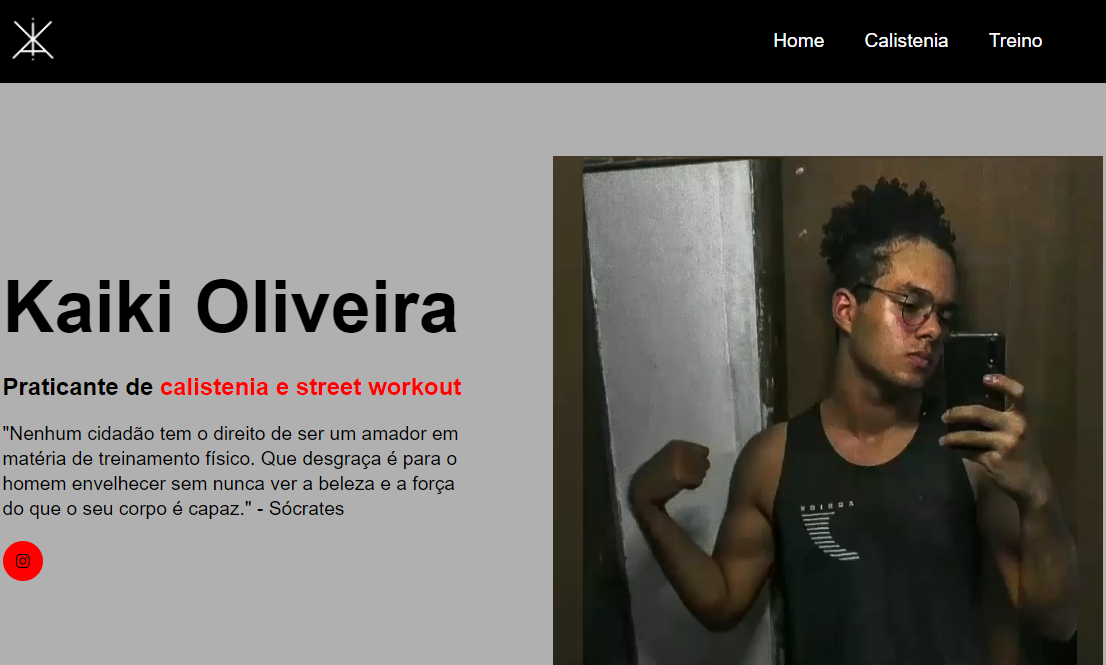 Home Calistenia Treino
Kaiki Oliveira
Praticante de calistenia e street workout
"Nenhum cidadão tem o direito de ser um amador em
matéria de treinamento físico. Que desgraça é para o
homem envelhecer sem nunca ver a beleza e a força
do que o seu corpo é capaz." - Sócrates